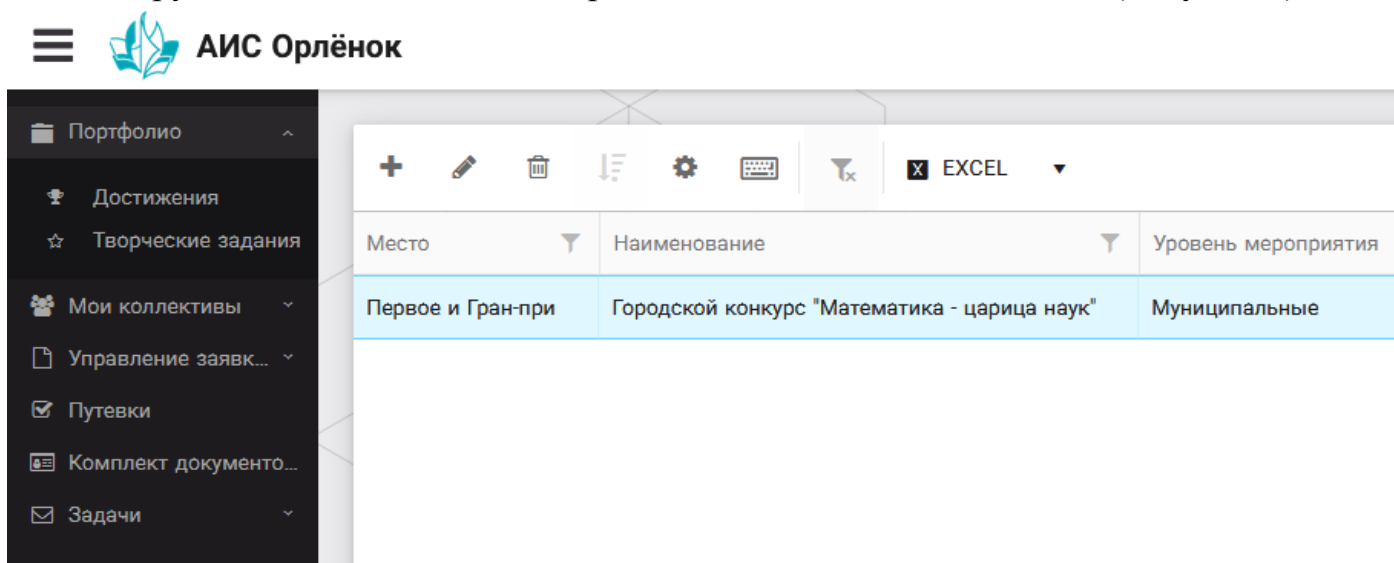 АИС Орлёнок
Портфолио
Достижения
Творческие задания
Мои коллективы
Управление заявк...
Путевки
Комплект документо...
Задачи
X EXCEL
Место Наименование Уровень мероприятия
Первое и Гран-при Городской конкурс "Математика - царица наук" Муниципальные